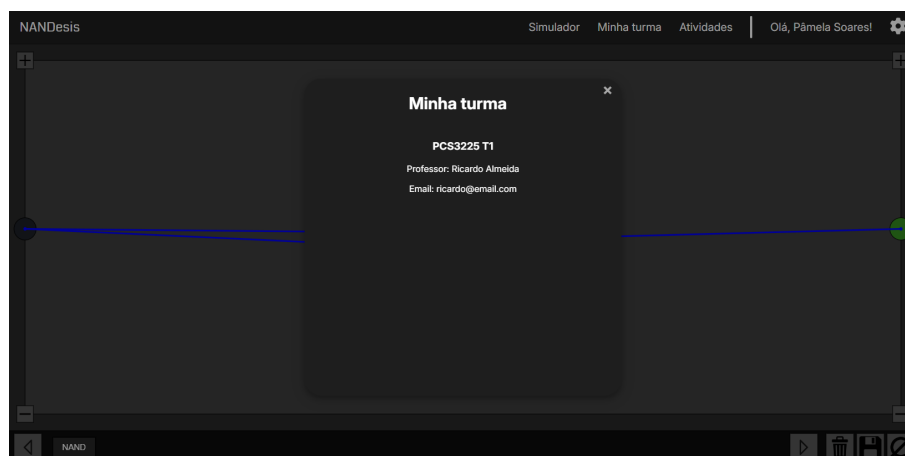 NANDesis
Simulador Minha turma Atividades Olá, Pâmela Soares!
Minha turma
PCS3225 T1
Professor: Ricardo Almeida
Email: ricardo@email.com
NAND